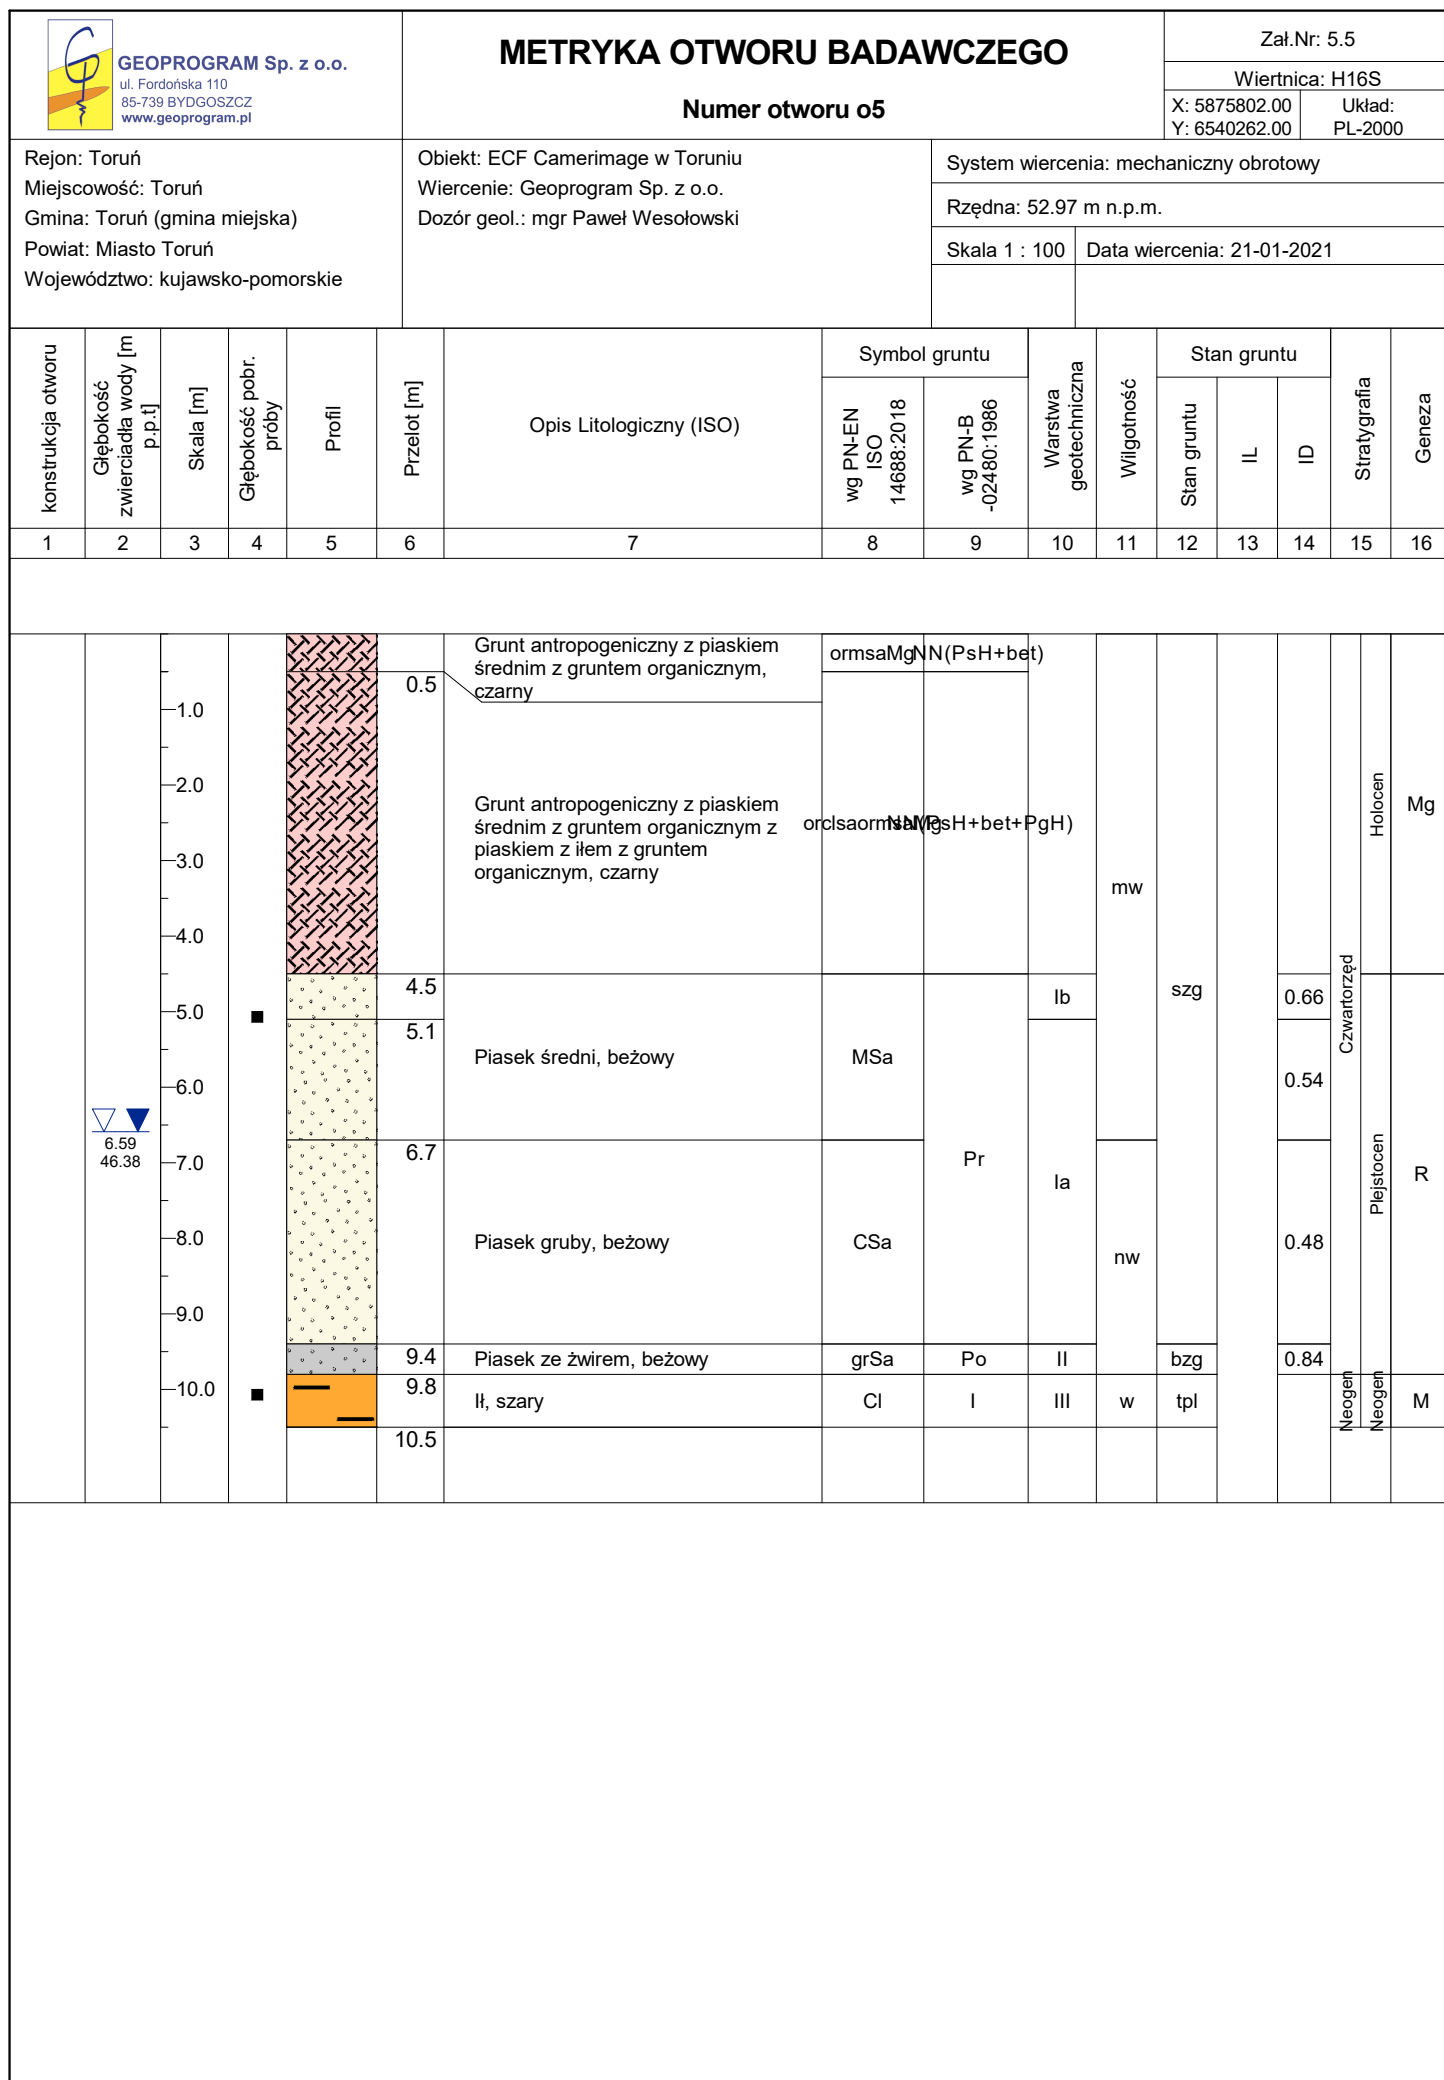 GEOPROGRAM Sp. z o.o.
ul. Fordońska 110
85-739 BYDGOSZCZ
www.geoprogram.pl
METRYKA OTWORU BADAWCZEGO
Numer otworu o5
Zał.Nr: 5.5
Wiertnica: H16S
X: 5875802.00
Y: 6540262.00
Układ:
PL-2000
Rejon: Toruń
Miejscowość: Toruń
Gmina: Toruń (gmina miejska)
Powiat: Miasto Toruń
Województwo: kujawsko-pomorskie
Obiekt: ECF Camerimage w Toruniu
Wiercenie: Geoprogram Sp. z o.o.
Dozór geol.: mgr Paweł Wesołowski
System wiercenia: mechaniczny obrotowy
Rzędna: 52.97 m n.p.m.
Skala 1 : 100
Data wiercenia: 21-01-2021
konstrukcja otworu
Głębokość
zwierciadła wody [m
p.p.t]
Skala [m]
Głębokość pobr.
próby
Profil
Przelot [m]
Opis Litologiczny (ISO)
Symbol gruntu
wg PN-EN
ISO
14688:2018
wg PN-B
-02480:1986
Warstwa
geotechniczna
Wilgotność
Stan gruntu
Stan gruntu
IL
ID
Stratygrafia
Geneza
1 2 3 4 5 6 7 8 9 10 11 12 13 14 15 16
Grunt antropogeniczny z piaskiem
średnim z gruntem organicznym,
czarny
ormsaMg
NN(PsH+bet)
0.5
1.0
2.0
Grunt antropogeniczny z piaskiem
średnim z gruntem organicznym z
piaskiem z iłem z gruntem
organicznym, czarny
orclsaormsaMg
NN(PsH+bet+PgH)
3.0
4.0
mw
Holocen
Mg
4.5
5.0
5.1
Ib
szg
0.66
Czwartorzęd
Piasek średni, beżowy
MSa
0.54
6.0
6.59
46.38
6.7
7.0
Pr
Ia
Plejstocen
R
8.0
Piasek gruby, beżowy
CSa
nw
0.48
9.0
9.4
Piasek ze żwirem, beżowy
grSa
Po
II
bzg
0.84
9.8
10.0
Ił, szary
Cl
I
III
w
tpl
Neogen
Neogen
M
10.5